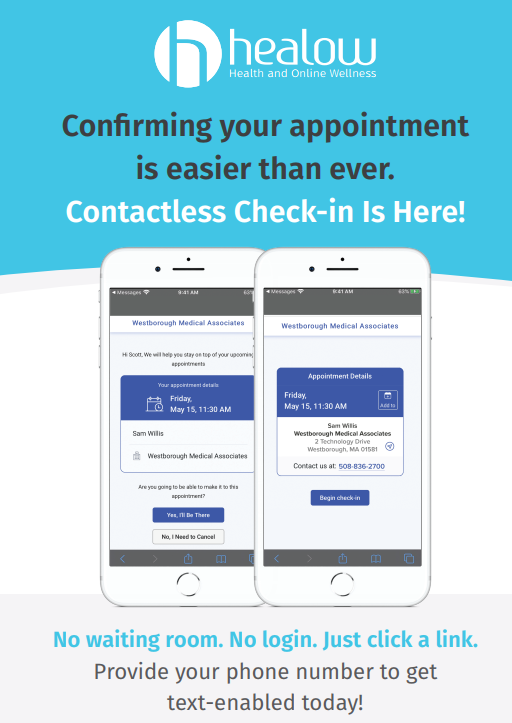 healow
Health and Online Wellness
Confirming your appointment
is easier than ever.
Contactless Check-in Is Here!
Messages
9:41 AM
63%
Westborough Medical Associates
Hi Scott, We will help you stay on top of your upcoming
appointments
Your appointment details
Friday,
May 15, 11:30 AM
Sam Willis
Westborough Medical Associates
Are you going to be able to make it to this
appointment?
Yes, I'll Be There
No, I Need to Cancel
Messages
9:41 AM
63%
Westborough Medical Associates
Appointment Details
Friday,
May 15, 11:30 AM
Add to
Sam Willis
Westborough Medical Associates
2 Technology Drive
Westborough, MA 01581
Contact us at: 508-836-2700
Begin check-in
No waiting room. No login. Just click a link.
Provide your phone number to get
text-enabled today!